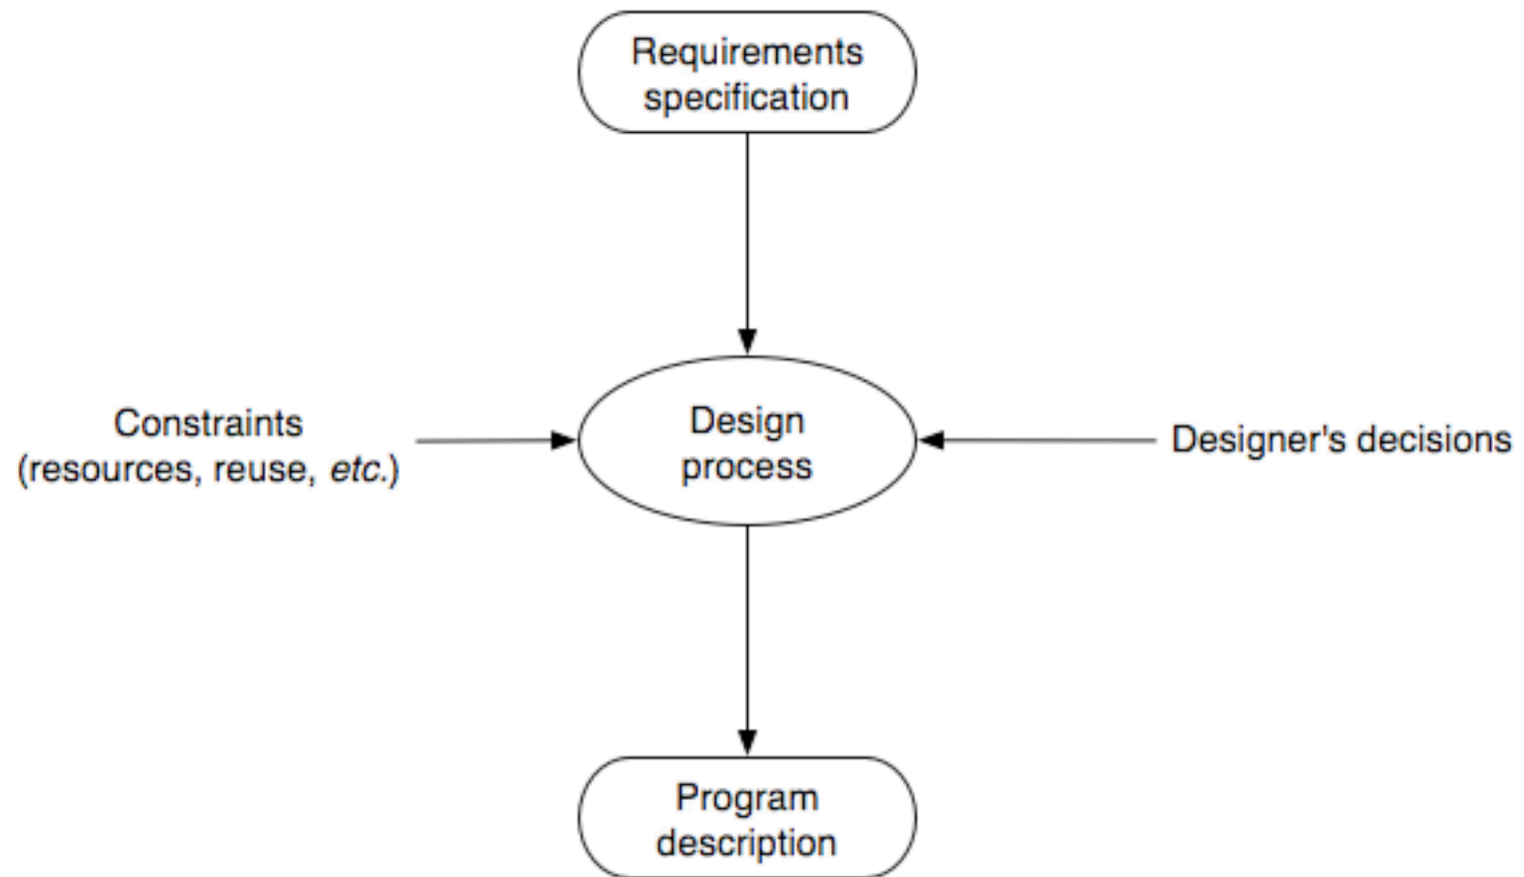 Requirements
specification
Constraints
(resources, reuse, etc.)
Design
process
Designer's decisions
Program
description